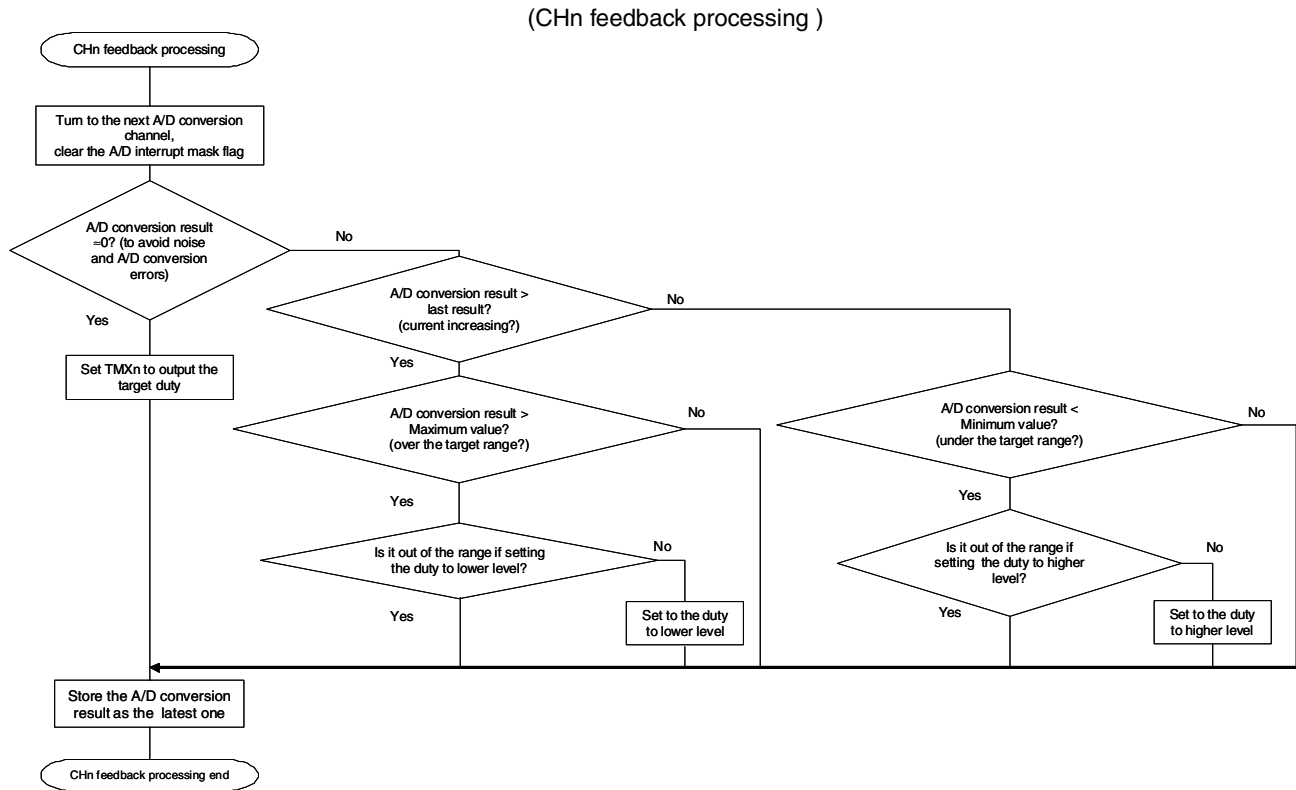 (CHn feedback processing )
CHn feedback processing
Turn to the next A/D conversion
channel,
clear the A/D interrupt mask flag
A/D conversion result
=0? (to avoid noise
and A/D conversion
errors)
No
Yes
A/D conversion result >
last result?
(current increasing?)
No
Yes
Set TMXn to output the
target duty
A/D conversion result >
Maximum value?
(over the target range?)
No
Yes
A/D conversion result <
Minimum value?
(under the target range?)
No
Yes
Is it out of the range if setting
the duty to lower level?
No
Yes
Set to the duty
to lower level
Is it out of the range if
setting the duty to higher
level?
No
Yes
Set to the duty
to higher level
Store the A/D conversion
result as the latest one
CHn feedback processing end